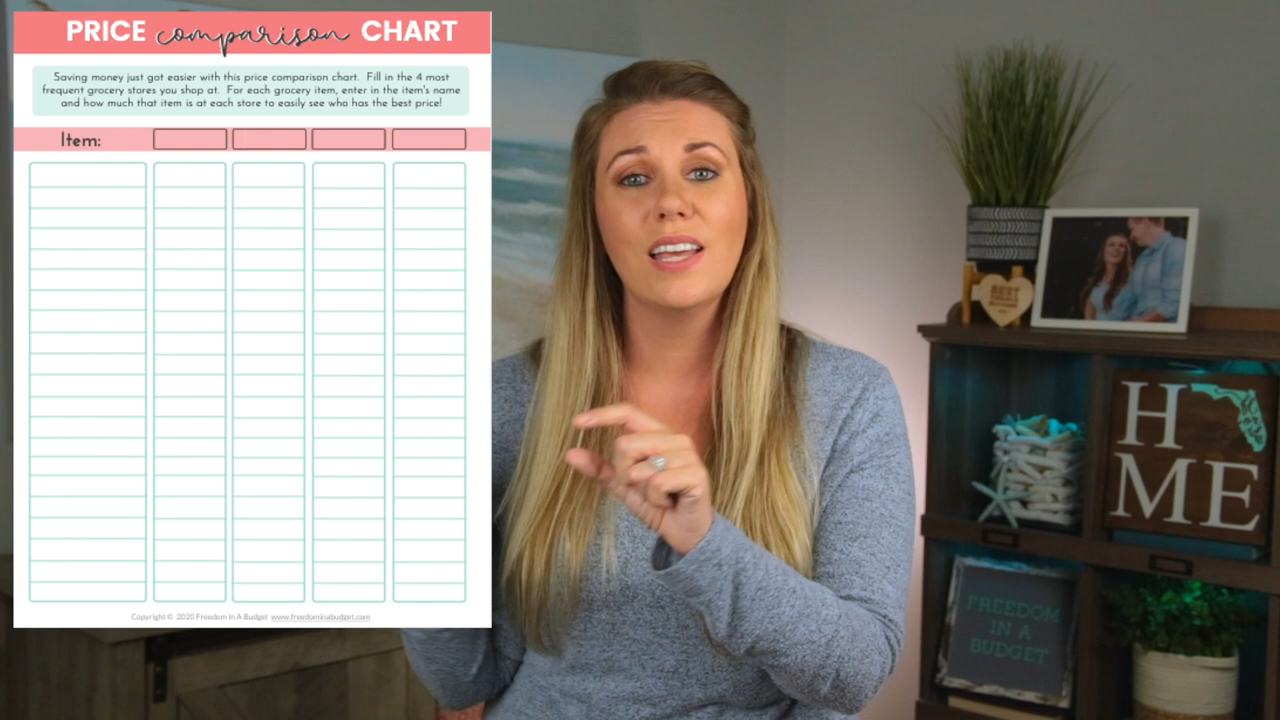 PRICE comparison CHART
Saving money just got easier with this price comparison chart. Fill in the 4 most
frequent grocery stores you shop at. For each grocery item, enter in the item's name
and how much that item is at each store to easily see who has the best price!
Item:
Copyright © 2020 Freedom In A Budget www.freedominabudget.com
BEST
H
ME
FREEDOM
IN A
BUDGET